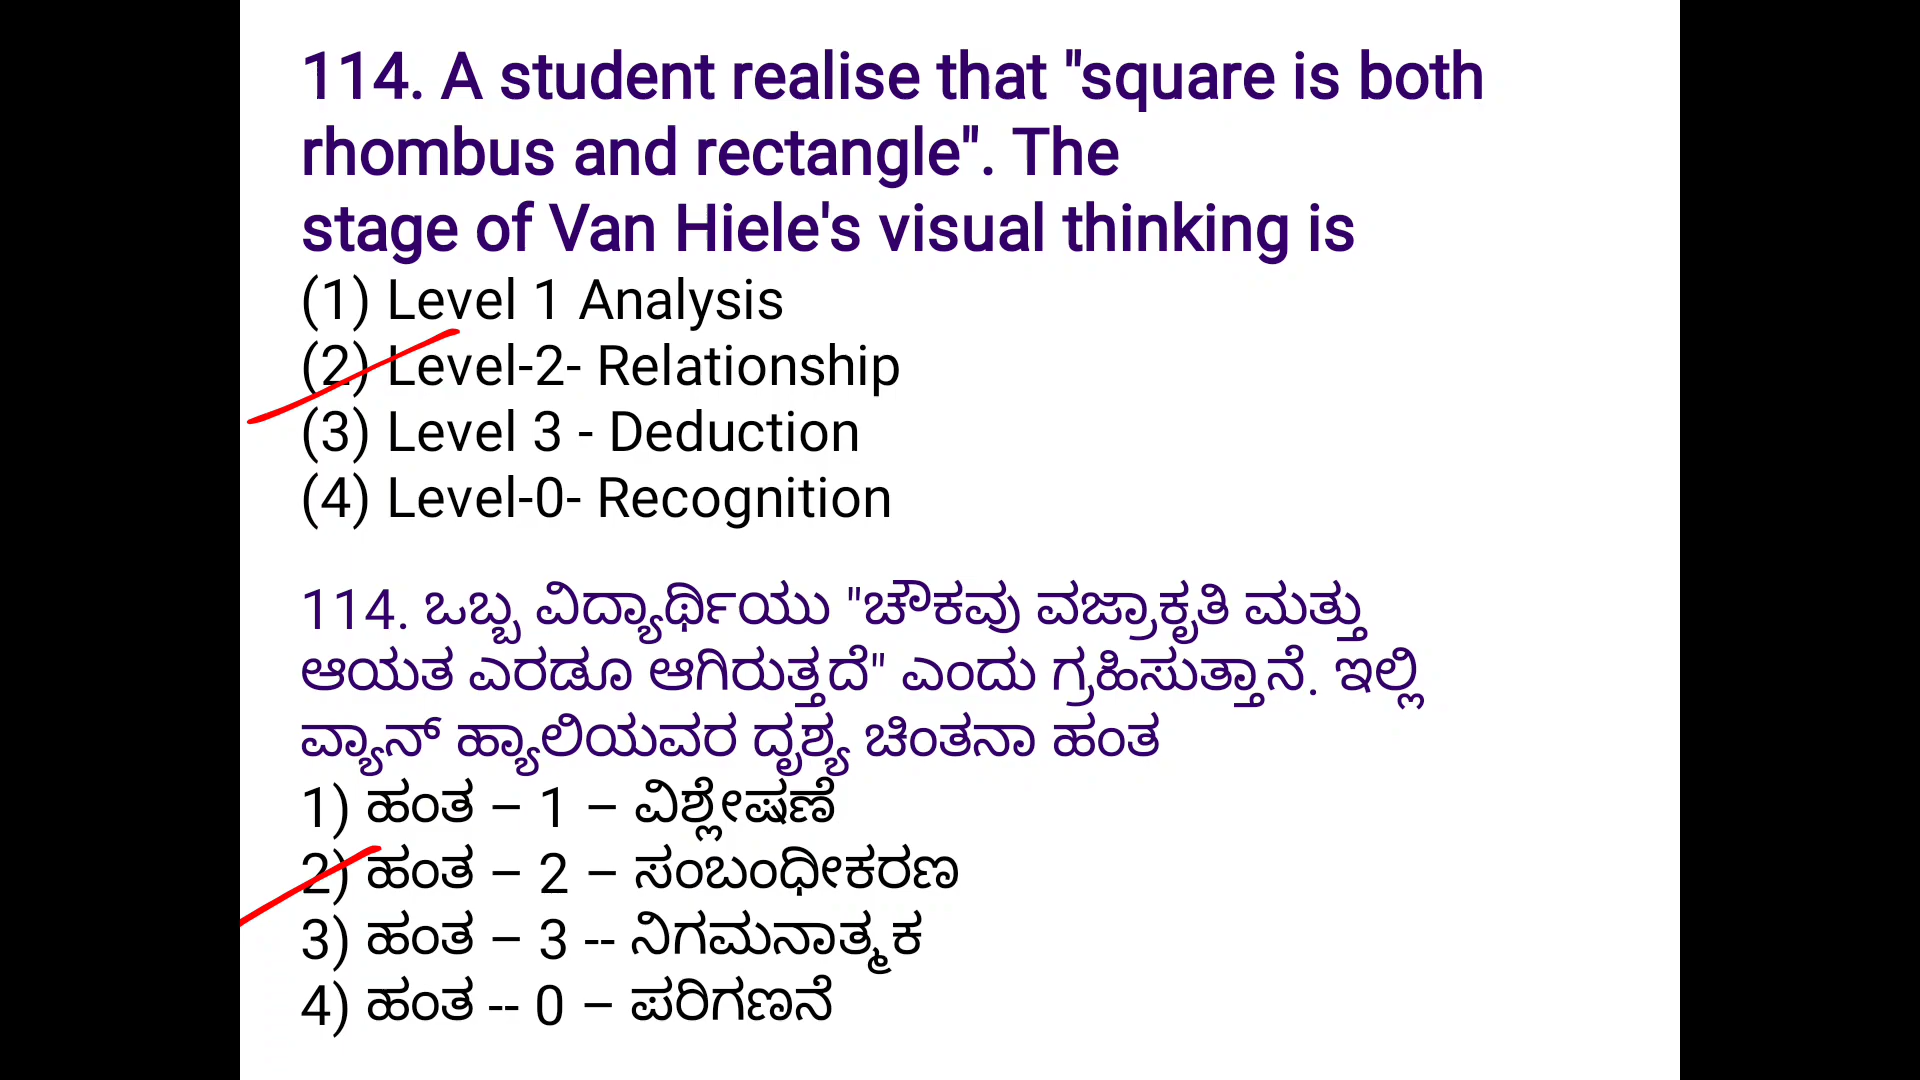 114. A student realise that "square is both
rhombus and rectangle". The
stage of Van Hiele's visual thinking is
(1) Level 1 Analysis
(2) Level-2- Relationship
(3) Level 3 - Deduction
(4) Level-0- Recognition
114. ಒಬ್ಬ ವಿದ್ಯಾರ್ಥಿಯು "ಚೌಕವು ವಜ್ರಾಕೃತಿ ಮತ್ತು
ಆಯತ ಎರಡೂ ಆಗಿರುತ್ತದೆ" ಎಂದು ಗ್ರಹಿಸುತ್ತಾನೆ. ಇಲ್ಲಿ
ವ್ಯಾನ್ ಹ್ಯಾಲಿಯವರ ದೃಶ್ಯ ಚಿಂತನಾ ಹಂತ
1) ಹಂತ – 1 – ವಿಶ್ಲೇಷಣೆ
2) ಹಂತ – 2 – ಸಂಬಂಧೀಕರಣ
3) ಹಂತ – 3 -- ನಿಗಮನಾತ್ಮಕ
4) ಹಂತ -- 0 – ಪರಿಗಣನೆ